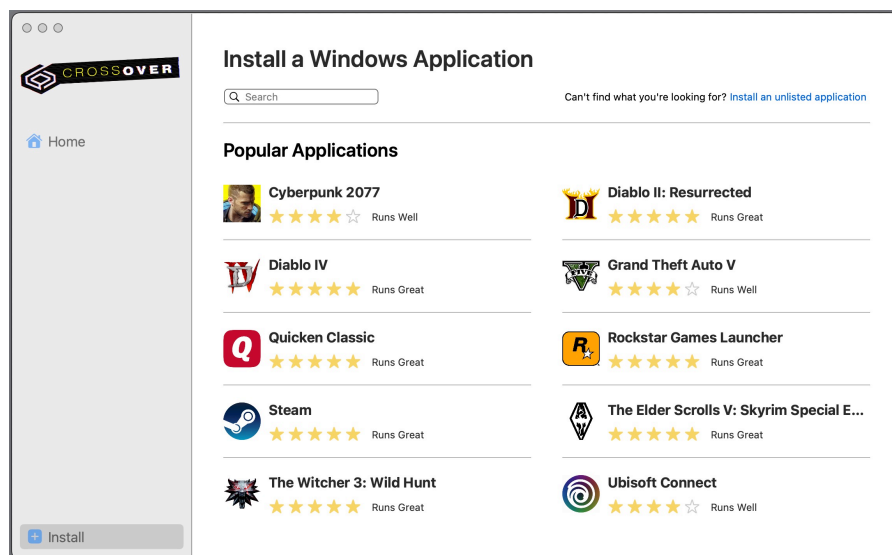 CROSSOVER
Home
Install
Install a Windows Application
Search
Can't find what you're looking for? Install an unlisted application
Popular Applications
Cyberpunk 2077
Runs Well
Diablo II: Resurrected
Runs Great
Diablo IV
Runs Great
Grand Theft Auto V
Runs Well
Quicken Classic
Runs Great
Rockstar Games Launcher
Runs Great
Steam
Runs Great
The Elder Scrolls V: Skyrim Special E...
Runs Great
The Witcher 3: Wild Hunt
Runs Great
Ubisoft Connect
Runs Well